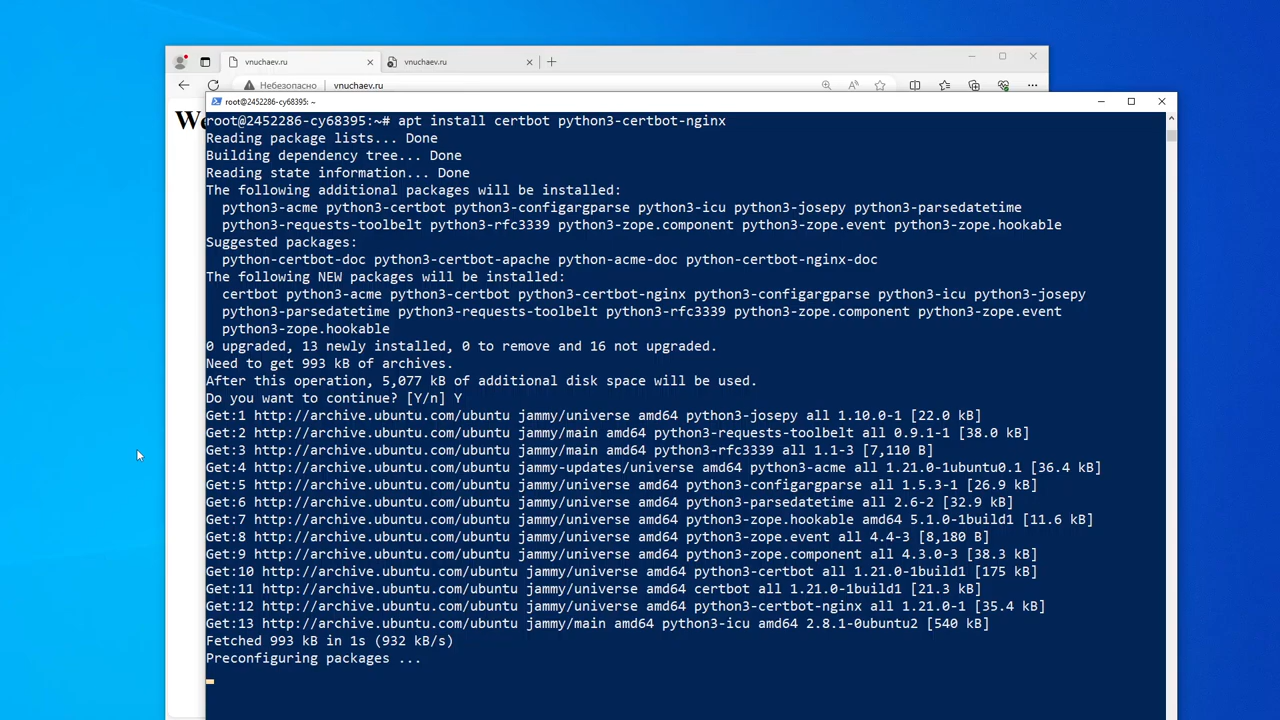 vnuchaev.ru
vnuchaev.ru
Небезопасно vnuchaev.ru
root@2452286-cy68395: ~
root@2452286-cy68395:~# apt install certbot python3-certbot-nginx
Reading package lists... Done
Building dependency tree... Done
Reading state information... Done
The following additional packages will be installed:
python3-acme python3-certbot python3-configargparse python3-icu python3-josepy python3-parsedatetime
python3-requests-toolbelt python3-rfc3339 python3-zope.component python3-zope.event python3-zope.hookable
Suggested packages:
python-certbot-doc python3-certbot-apache python-acme-doc python-certbot-nginx-doc
The following NEW packages will be installed:
certbot python3-acme python3-certbot python3-certbot-nginx python3-configargparse python3-icu python3-josepy
python3-parsedatetime python3-requests-toolbelt python3-rfc3339 python3-zope.component python3-zope.event
python3-zope.hookable
0 upgraded, 13 newly installed, 0 to remove and 16 not upgraded.
Need to get 993 kB of archives.
After this operation, 5,077 kB of additional disk space will be used.
Do you want to continue? [Y/n] Y
Get:1 http://archive.ubuntu.com/ubuntu jammy/universe amd64 python3-josepy all 1.10.0-1 [22.0 kB]
Get:2 http://archive.ubuntu.com/ubuntu jammy/main amd64 python3-requests-toolbelt all 0.9.1-1 [38.0 kB]
Get:3 http://archive.ubuntu.com/ubuntu jammy/main amd64 python3-rfc3339 all 1.1-3 [7,110 B]
Get:4 http://archive.ubuntu.com/ubuntu jammy-updates/universe amd64 python3-acme all 1.21.0-1ubuntu0.1 [36.4 kB]
Get:5 http://archive.ubuntu.com/ubuntu jammy/universe amd64 python3-configargparse all 1.5.3-1 [26.9 kB]
Get:6 http://archive.ubuntu.com/ubuntu jammy/universe amd64 python3-parsedatetime all 2.6-2 [32.9 kB]
Get:7 http://archive.ubuntu.com/ubuntu jammy/universe amd64 python3-zope.hookable amd64 5.1.0-1build1 [11.6 kB]
Get:8 http://archive.ubuntu.com/ubuntu jammy/universe amd64 python3-zope.event all 4.4-3 [8,180 B]
Get:9 http://archive.ubuntu.com/ubuntu jammy/universe amd64 python3-zope.component all 4.3.0-3 [38.3 kB]
Get:10 http://archive.ubuntu.com/ubuntu jammy/universe amd64 python3-certbot all 1.21.0-1build1 [175 kB]
Get:11 http://archive.ubuntu.com/ubuntu jammy/universe amd64 certbot all 1.21.0-1build1 [21.3 kB]
Get:12 http://archive.ubuntu.com/ubuntu jammy/universe amd64 python3-certbot-nginx all 1.21.0-1 [35.4 kB]
Get:13 http://archive.ubuntu.com/ubuntu jammy/main amd64 python3-icu amd64 2.8.1-0ubuntu2 [540 kB]
Fetched 993 kB in 1s (932 kB/s)
Preconfiguring packages ...